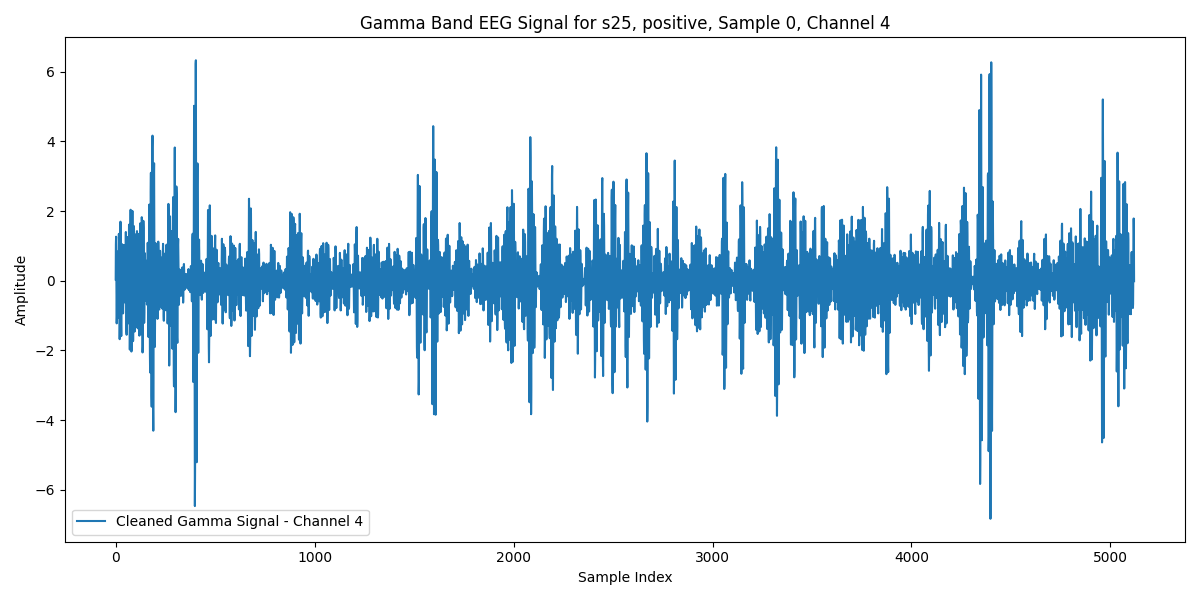 Gamma Band EEG Signal for s25, positive, Sample 0, Channel 4
Amplitude
6
4
2
0
−2
−4
−6
Cleaned Gamma Signal - Channel 4
0 1000 2000 3000 4000 5000
Sample Index